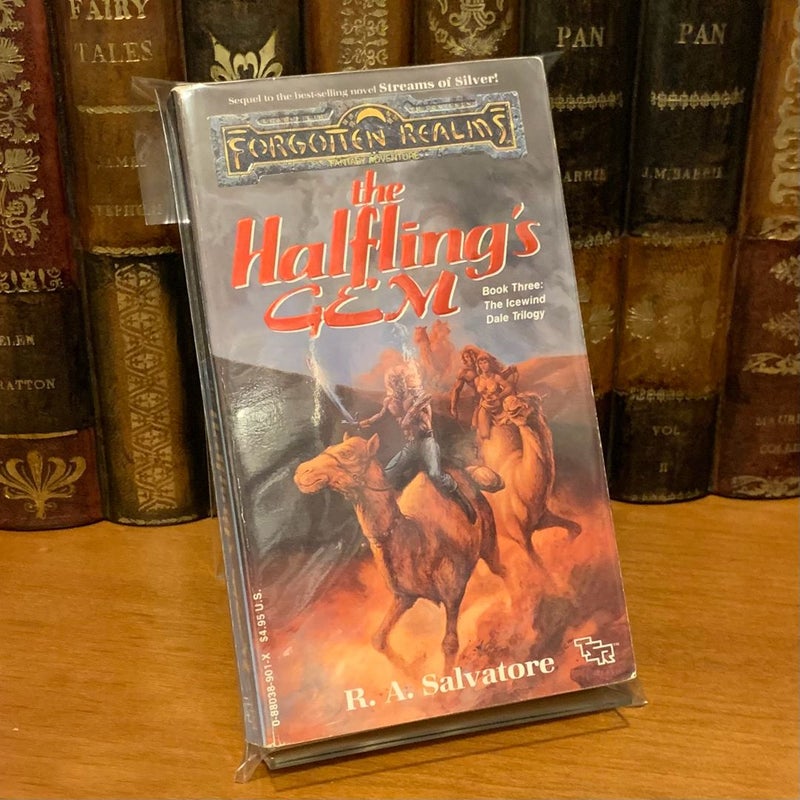 FAIRY
TALES
PAN
PAN
J.M. BARRIE
VOL
II
Sequel to the best-selling novel Streams of Silver!
FORGOTTEN REALMS
FANTASY ADVENTURE
the
Halfling's
GEM
Book Three:
The Icewind
Dale Trilogy
R. A. Salvatore
TSR
0-88038-901-X $4.95 U.S.